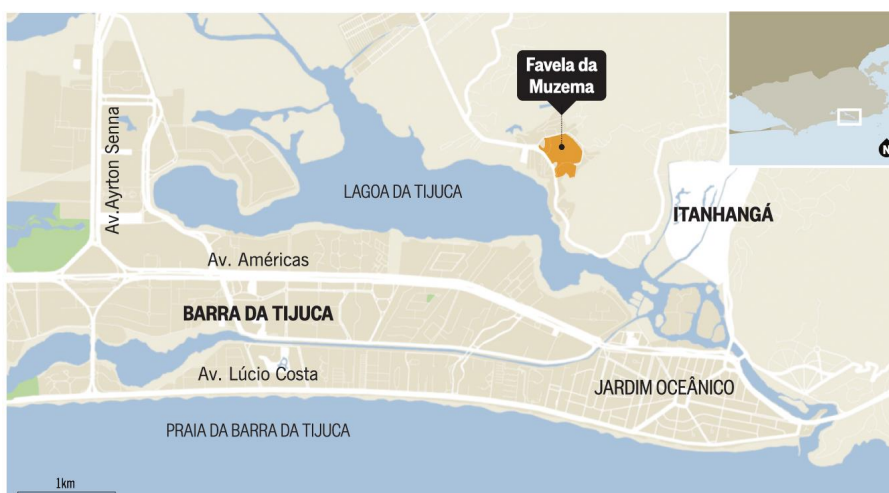 Favela da
Muzema
Av.Ayrton Senna
LAGOA DA TIJUCA
ITANHANGÁ
Av. Américas
BARRA DA TIJUCA
Av. Lúcio Costa
JARDIM OCEÂNICO
PRAIA DA BARRA DA TIJUCA
1km
N